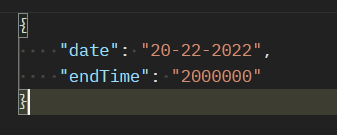 {
    "date": "20-22-2022",
    "endTime": "2000000"
}